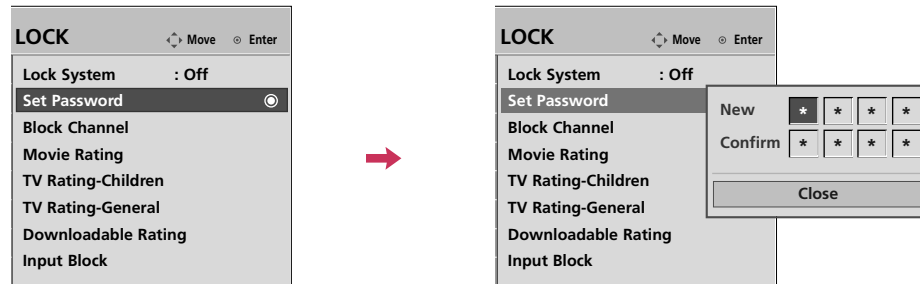 LOCK Move Enter
Lock System : Off
Set Password
Block Channel
Movie Rating
TV Rating-Children
TV Rating-General
Downloadable Rating
Input Block
LOCK Move Enter
Lock System : Off
Set Password
Block Channel
Movie Rating
TV Rating-Children
TV Rating-General
Downloadable Rating
Input Block
New * * * *
Confirm * * * *
Close